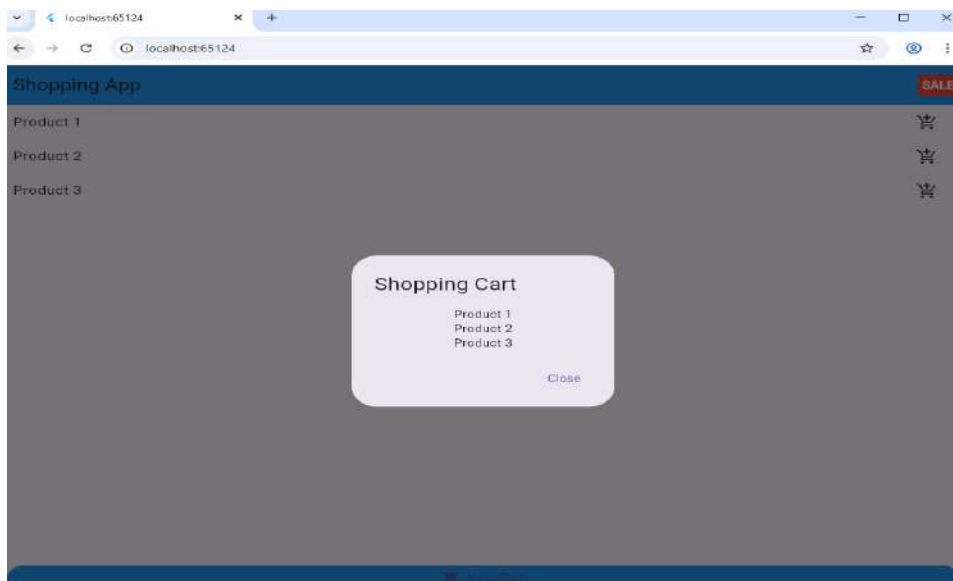 localhost:65124
localhost:65124
Shopping App
SALE
Product 1
Product 2
Product 3
Shopping Cart
Product 1
Product 2
Product 3
Close